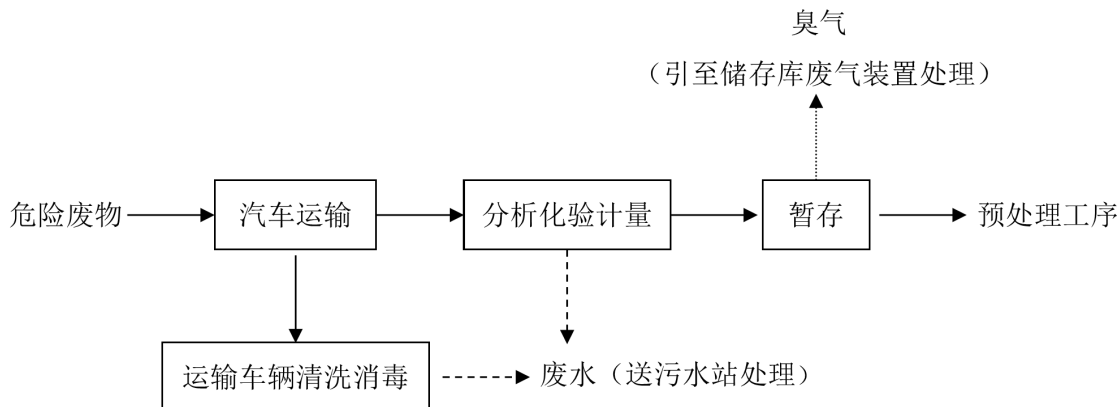 臭气
（引至储存库废气装置处理）
危险废物
汽车运输
分析化验计量
暂存
预处理工序
运输车辆清洗消毒
废水（送污水站处理）